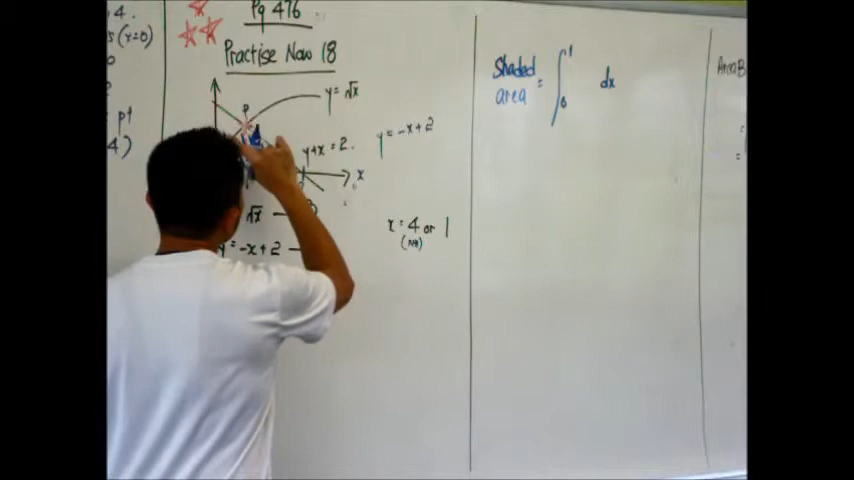 4.
(x=0)
pt
4)
Pg 476
Practise Now 18
y = √x
P
y+x = 2.
x
√x
y = -x + 2
y = -x + 2
x = 4 or 1
(NA)
Shaded area = ∫ 1 0 dx
Area B
=
=